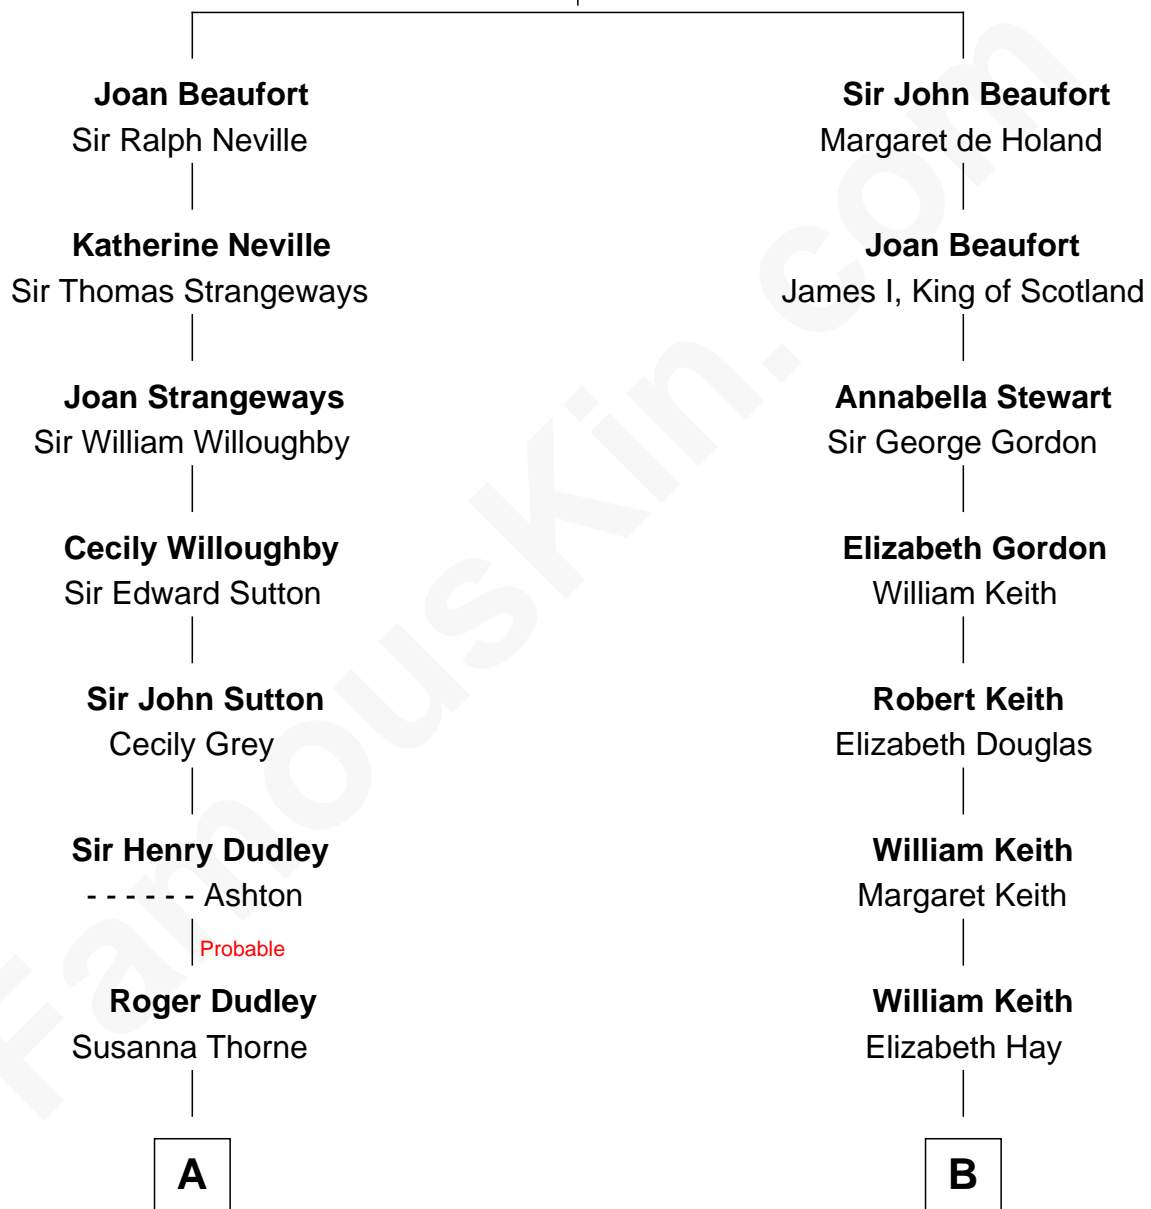 Joan Beaufort
Sir Ralph Neville
Katherine Neville
Sir Thomas Strangeways
Joan Strangeways
Sir William Willoughby
Cecily Willoughby
Sir Edward Sutton
Sir John Sutton
Cecily Grey
Sir Henry Dudley
- - - - - - Ashton
Probable
Roger Dudley
Susanna Thorne
A
Sir John Beaufort
Margaret de Holand
Joan Beaufort
James I, King of Scotland
Annabella Stewart
Sir George Gordon
Elizabeth Gordon
William Keith
Robert Keith
Elizabeth Douglas
William Keith
Margaret Keith
William Keith
Elizabeth Hay
B
FamousKin.com